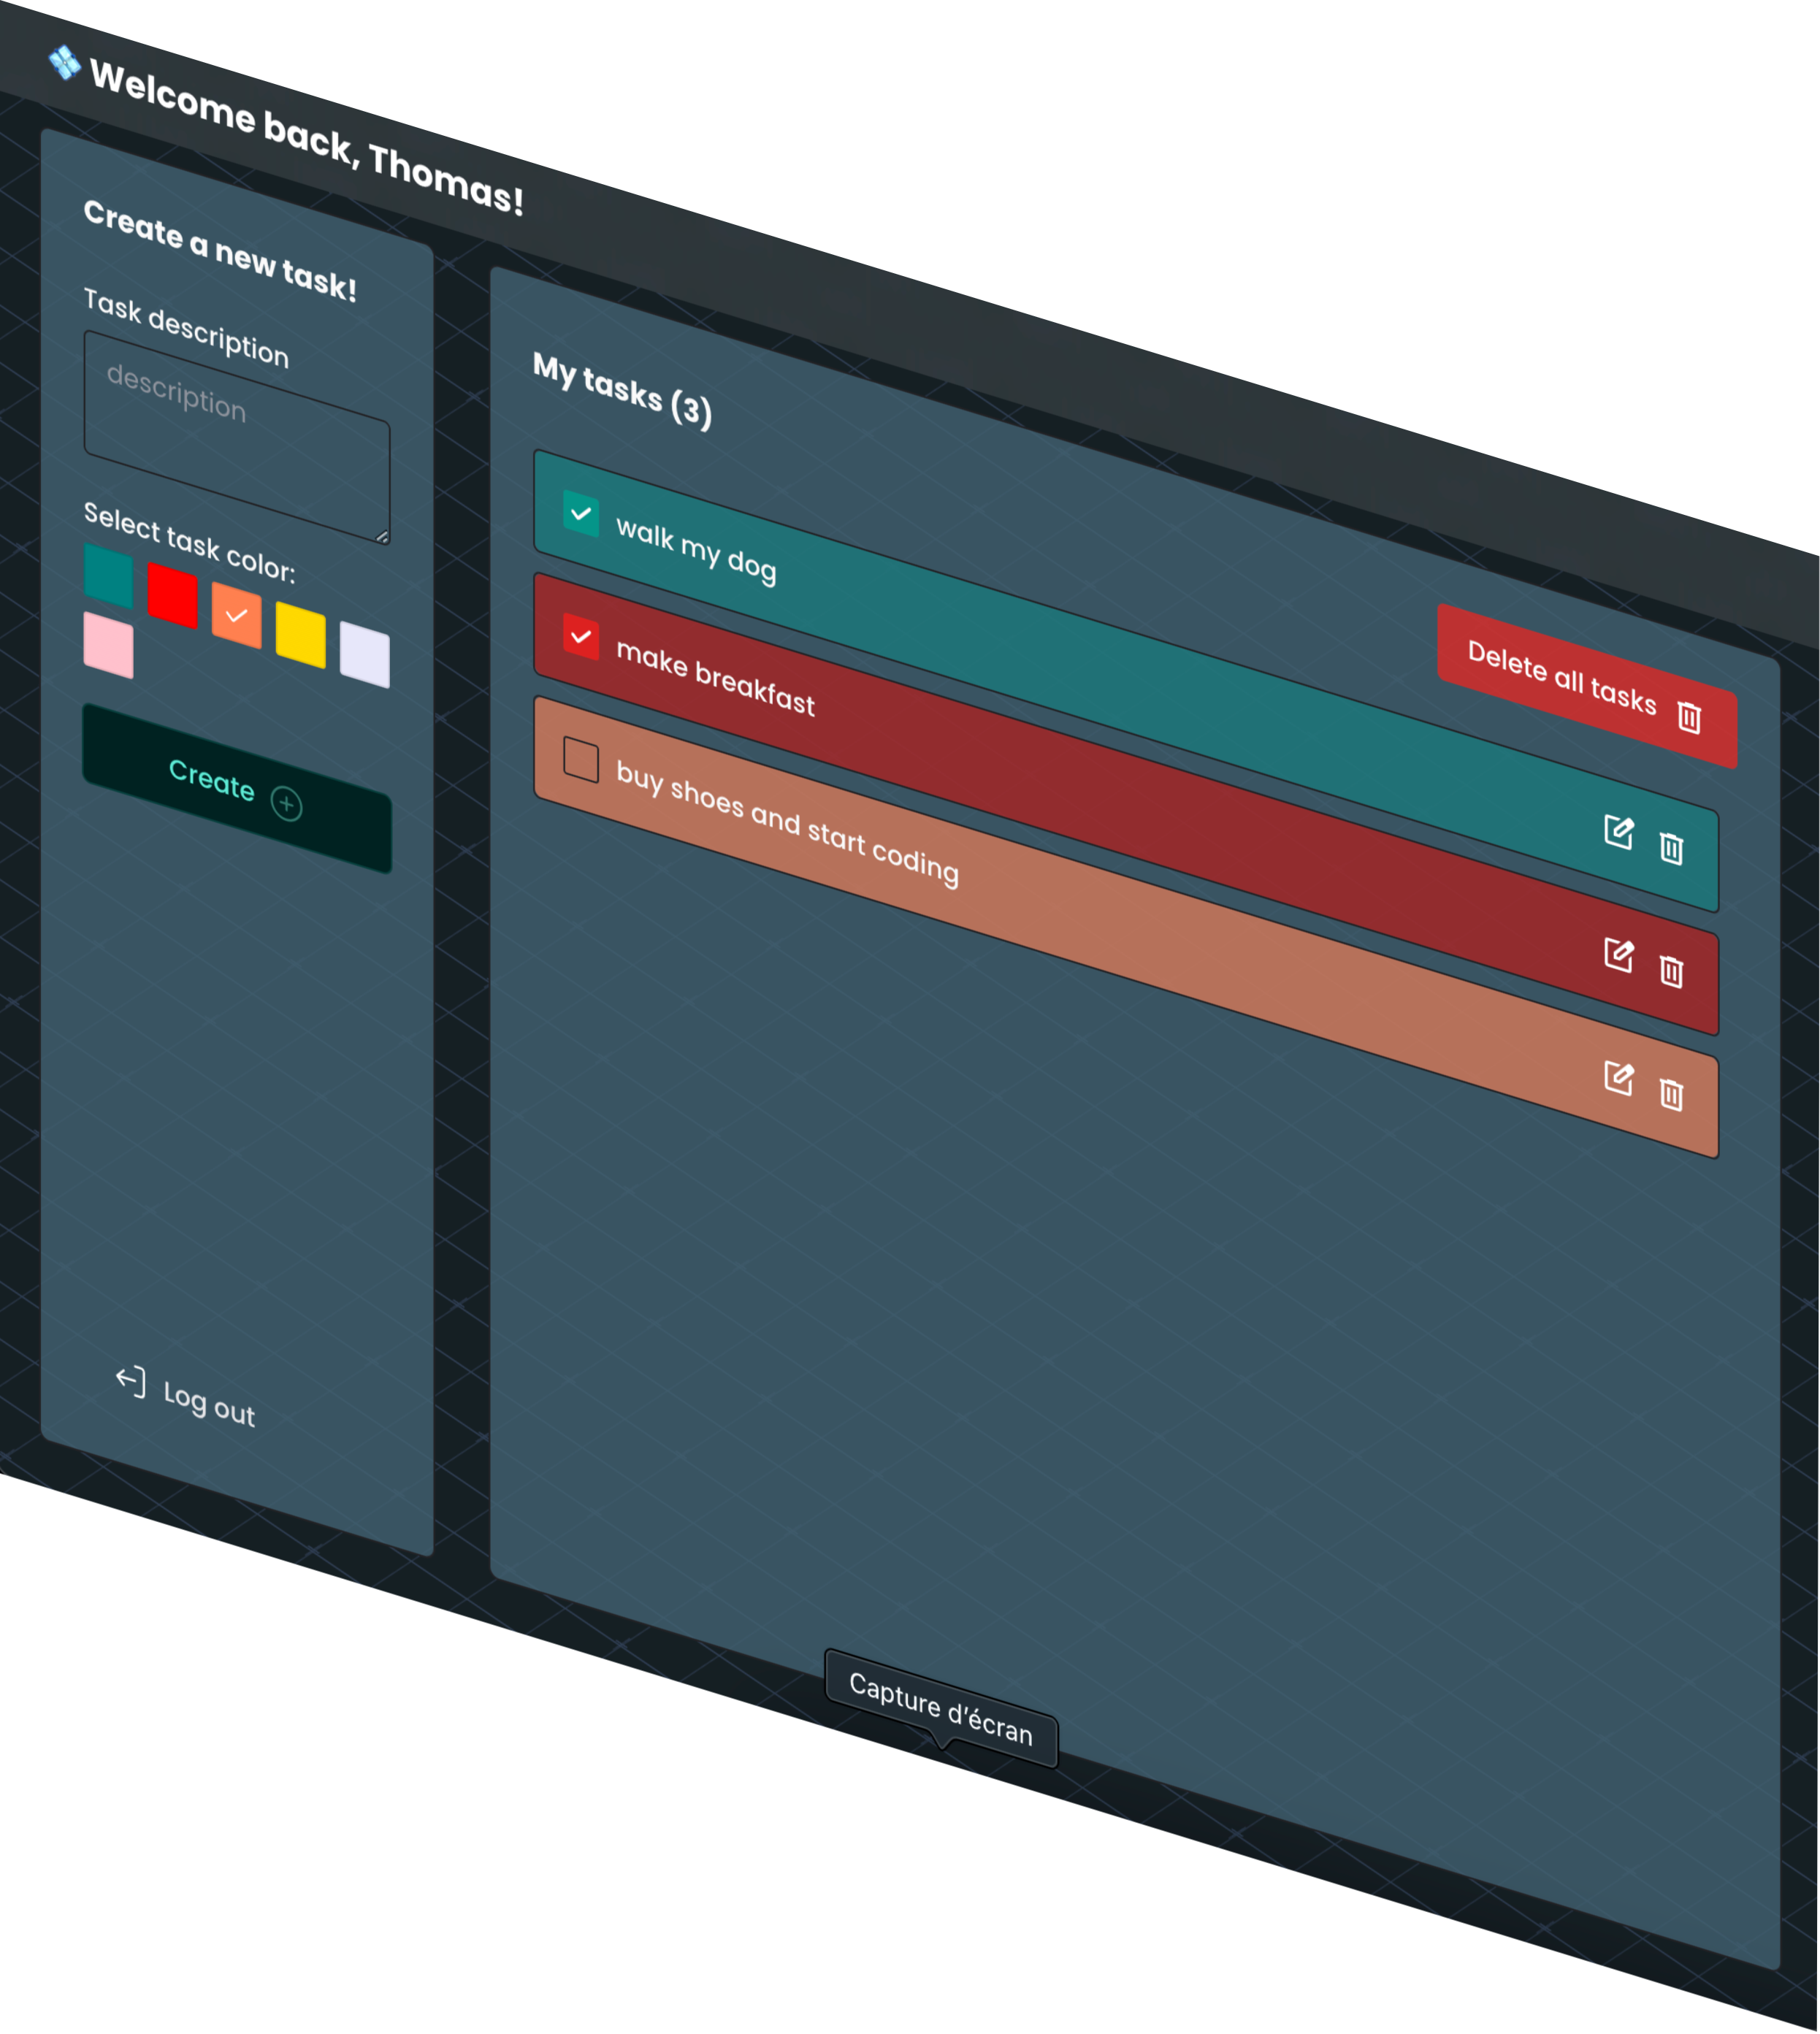 Welcome back, Thomas!
Create a new task!
Task description
description
Select task color:
Create
Log out
My tasks (3)
Delete all tasks
walk my dog
make breakfast
buy shoes and start coding
Capture d'écran